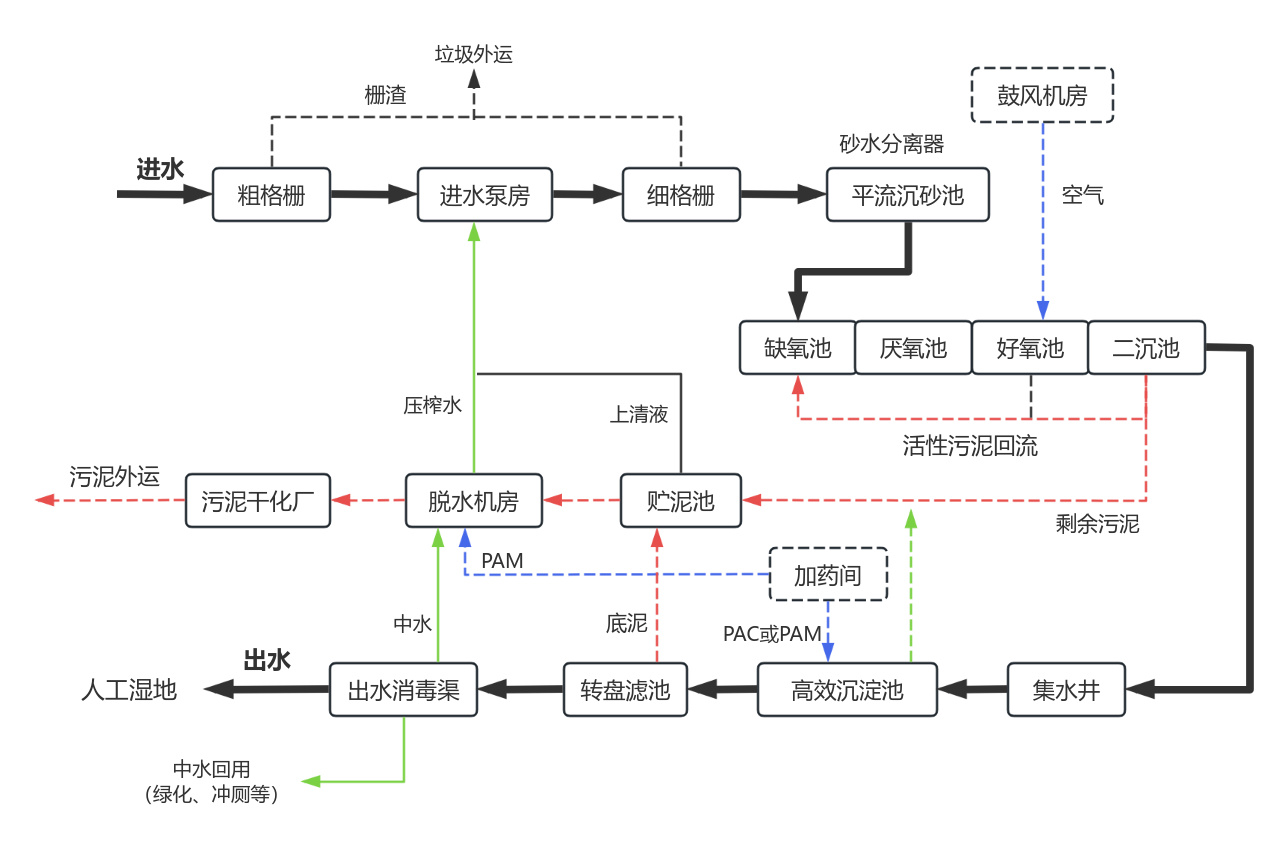 垃圾外运
栅渣
鼓风机房
砂水分离器
进水
粗格栅
进水泵房
细格栅
平流沉砂池
空气
缺氧池
厌氧池
好氧池
二沉池
压榨水
上清液
活性污泥回流
污泥外运
污泥干化厂
脱水机房
贮泥池
剩余污泥
PAM
加药间
中水
底泥
PAC或PAM
出水
人工湿地
出水消毒渠
转盘滤池
高效沉淀池
集水井
中水回用
（绿化、冲厕等）